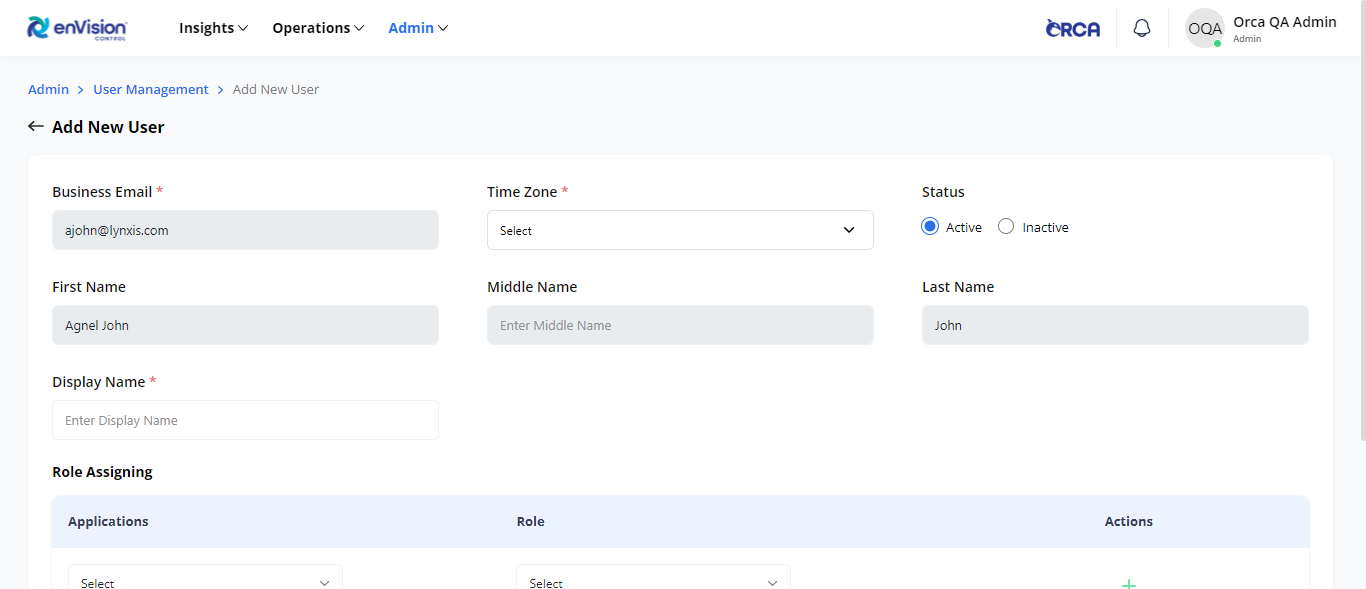 enVision
CONTROL
Insights
Operations
Admin
ORCA
OQA
Orca QA Admin
Admin
Admin > User Management > Add New User
← Add New User
Business Email *
Time Zone *
Status
ajohn@lynxis.com
Select
Active
Inactive
First Name
Middle Name
Last Name
Agnel John
Enter Middle Name
John
Display Name *
Enter Display Name
Role Assigning
Applications
Role
Actions
Select
Select
+